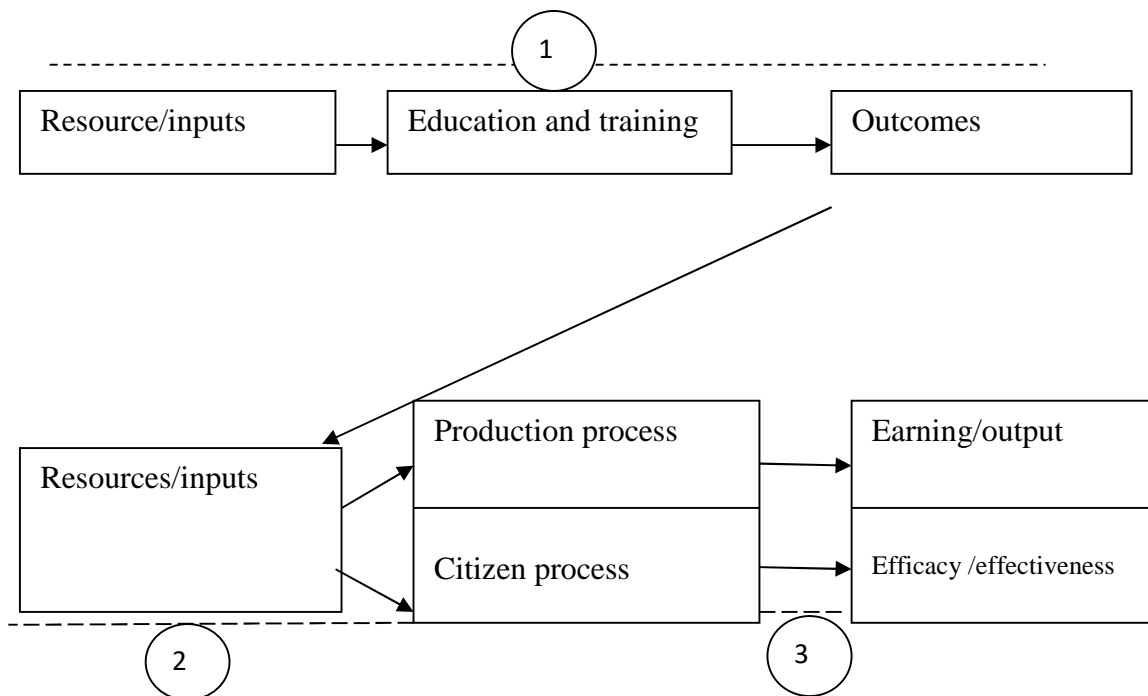 1
Resource/inputs
Education and training
Outcomes
Production process
Earning/output
Resources/inputs
Citizen process
Efficacy /effectiveness
2
3